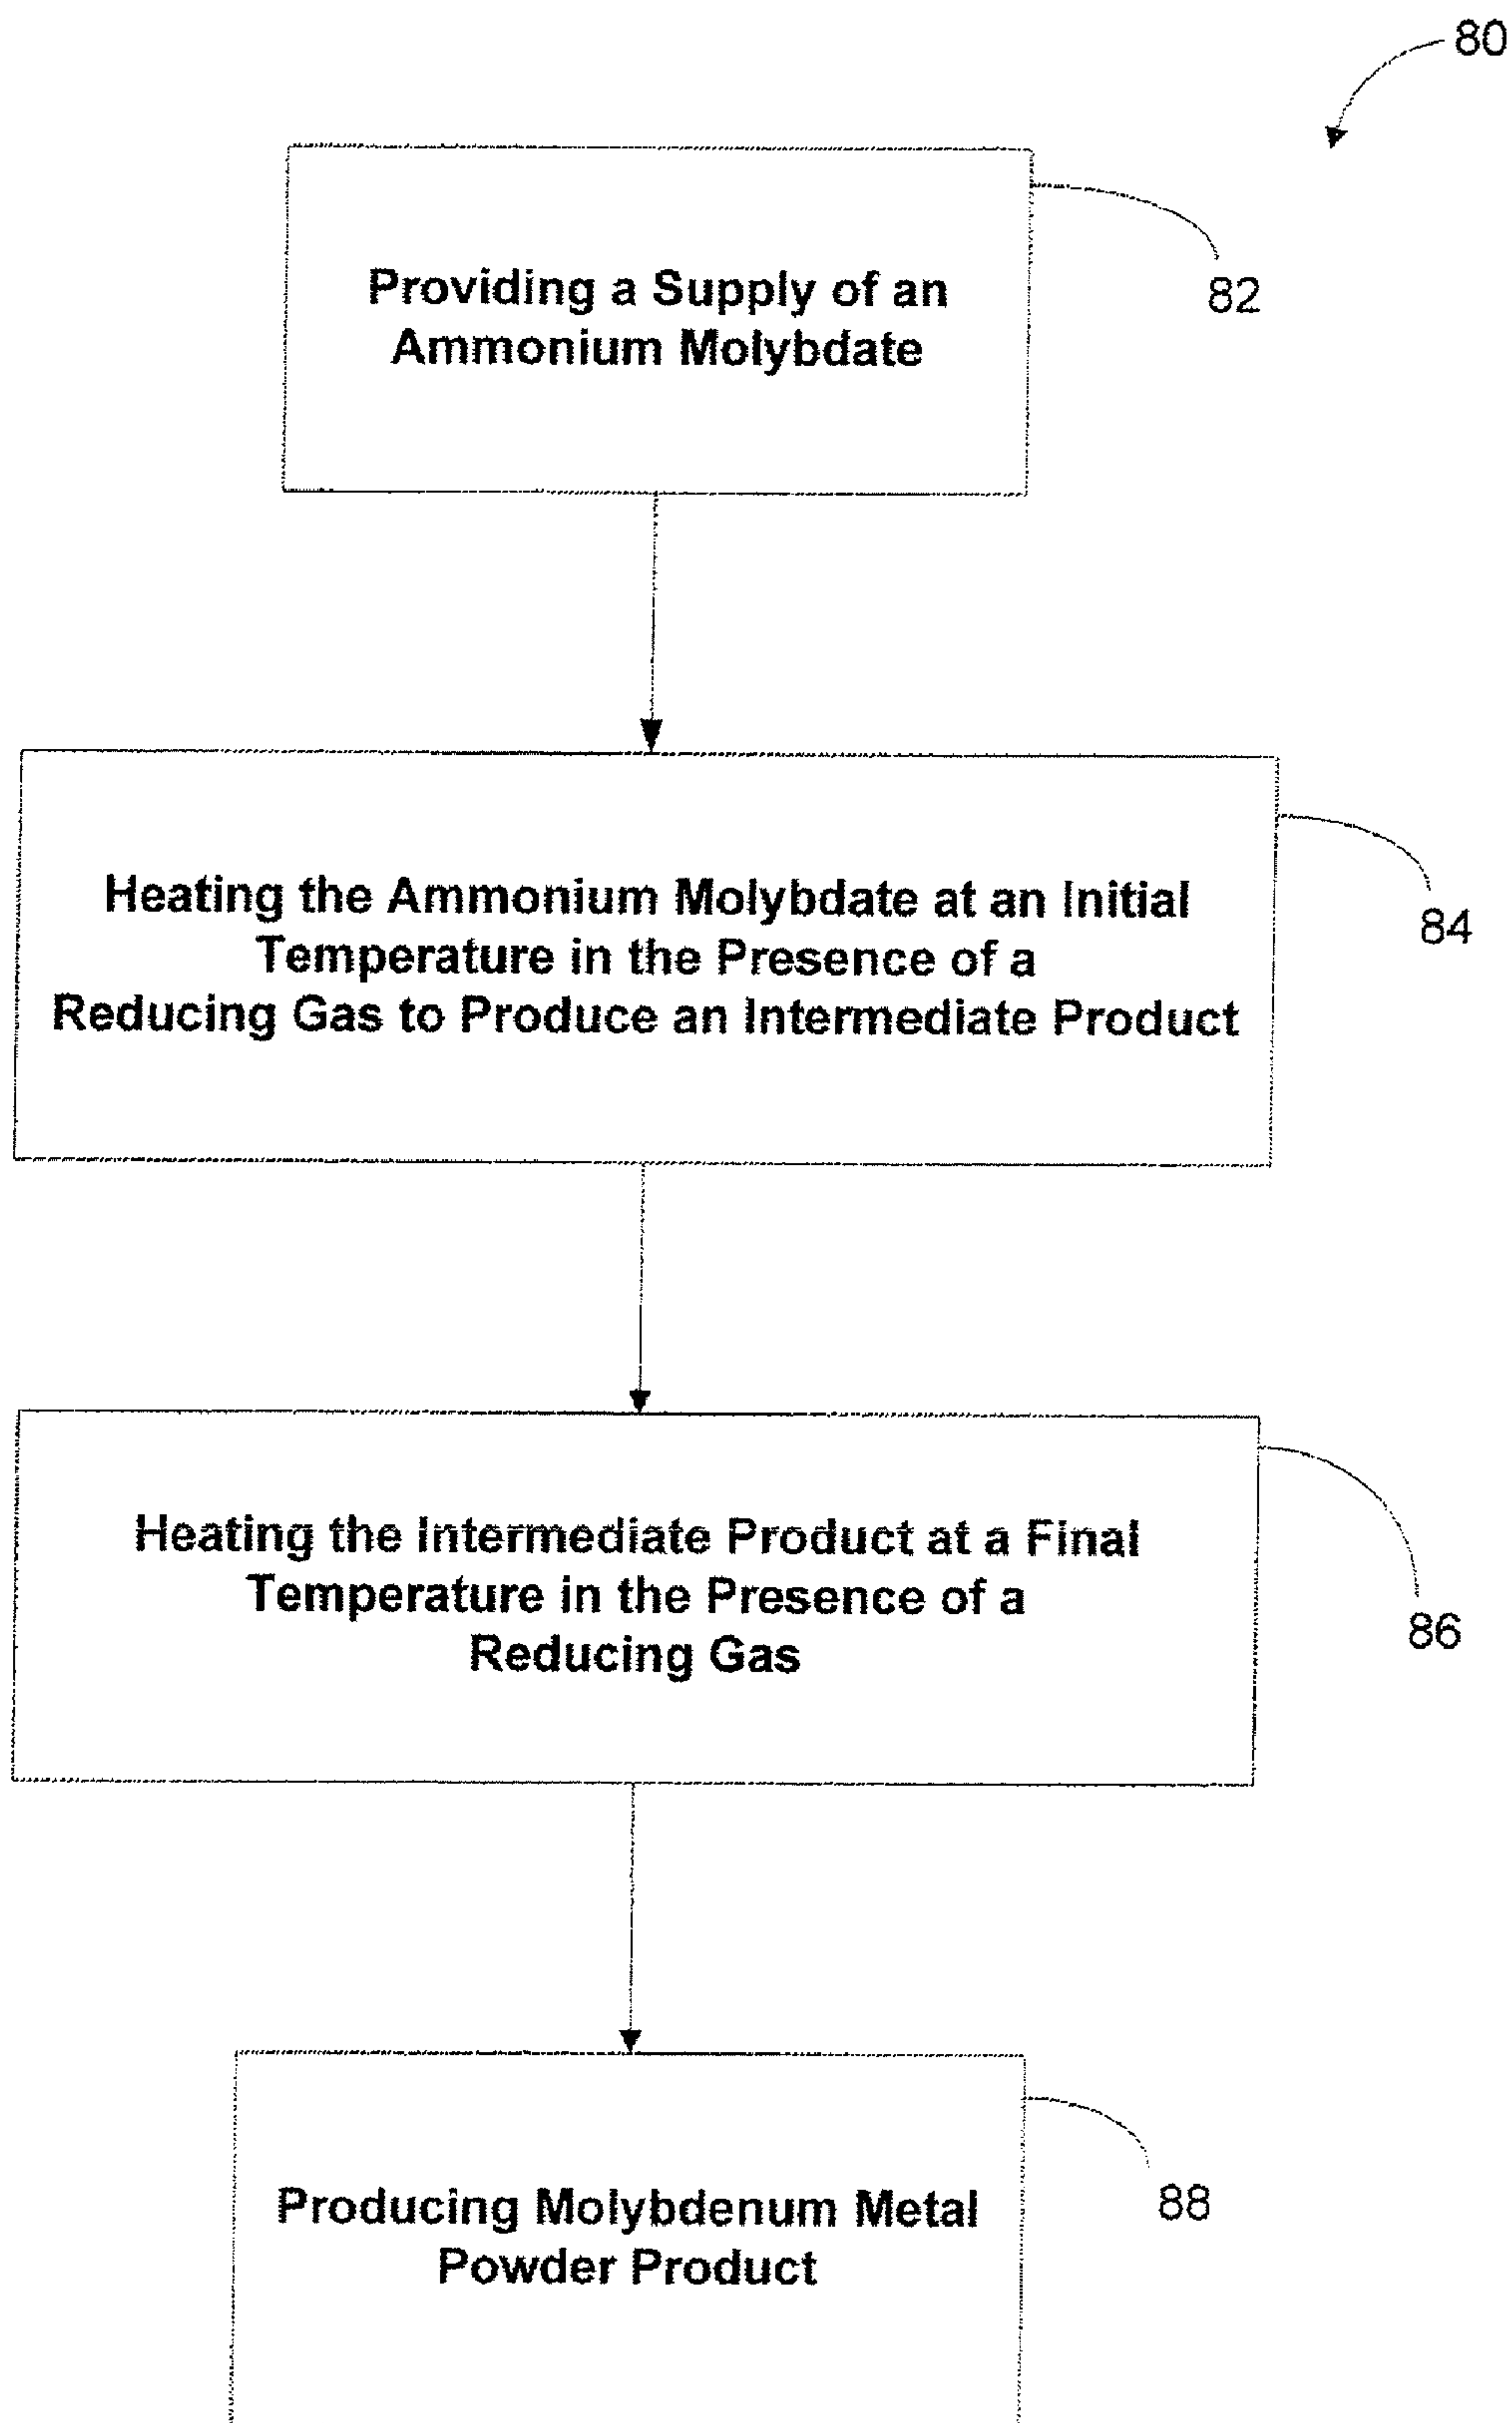 80
Providing a Supply of an
Ammonium Molybdate
82
Heating the Ammonium Molybdate at an Initial
Temperature in the Presence of a
Reducing Gas to Produce an Intermediate Product
84
Heating the Intermediate Product at a Final
Temperature in the Presence of a
Reducing Gas
86
Producing Molybdenum Metal
Powder Product
88